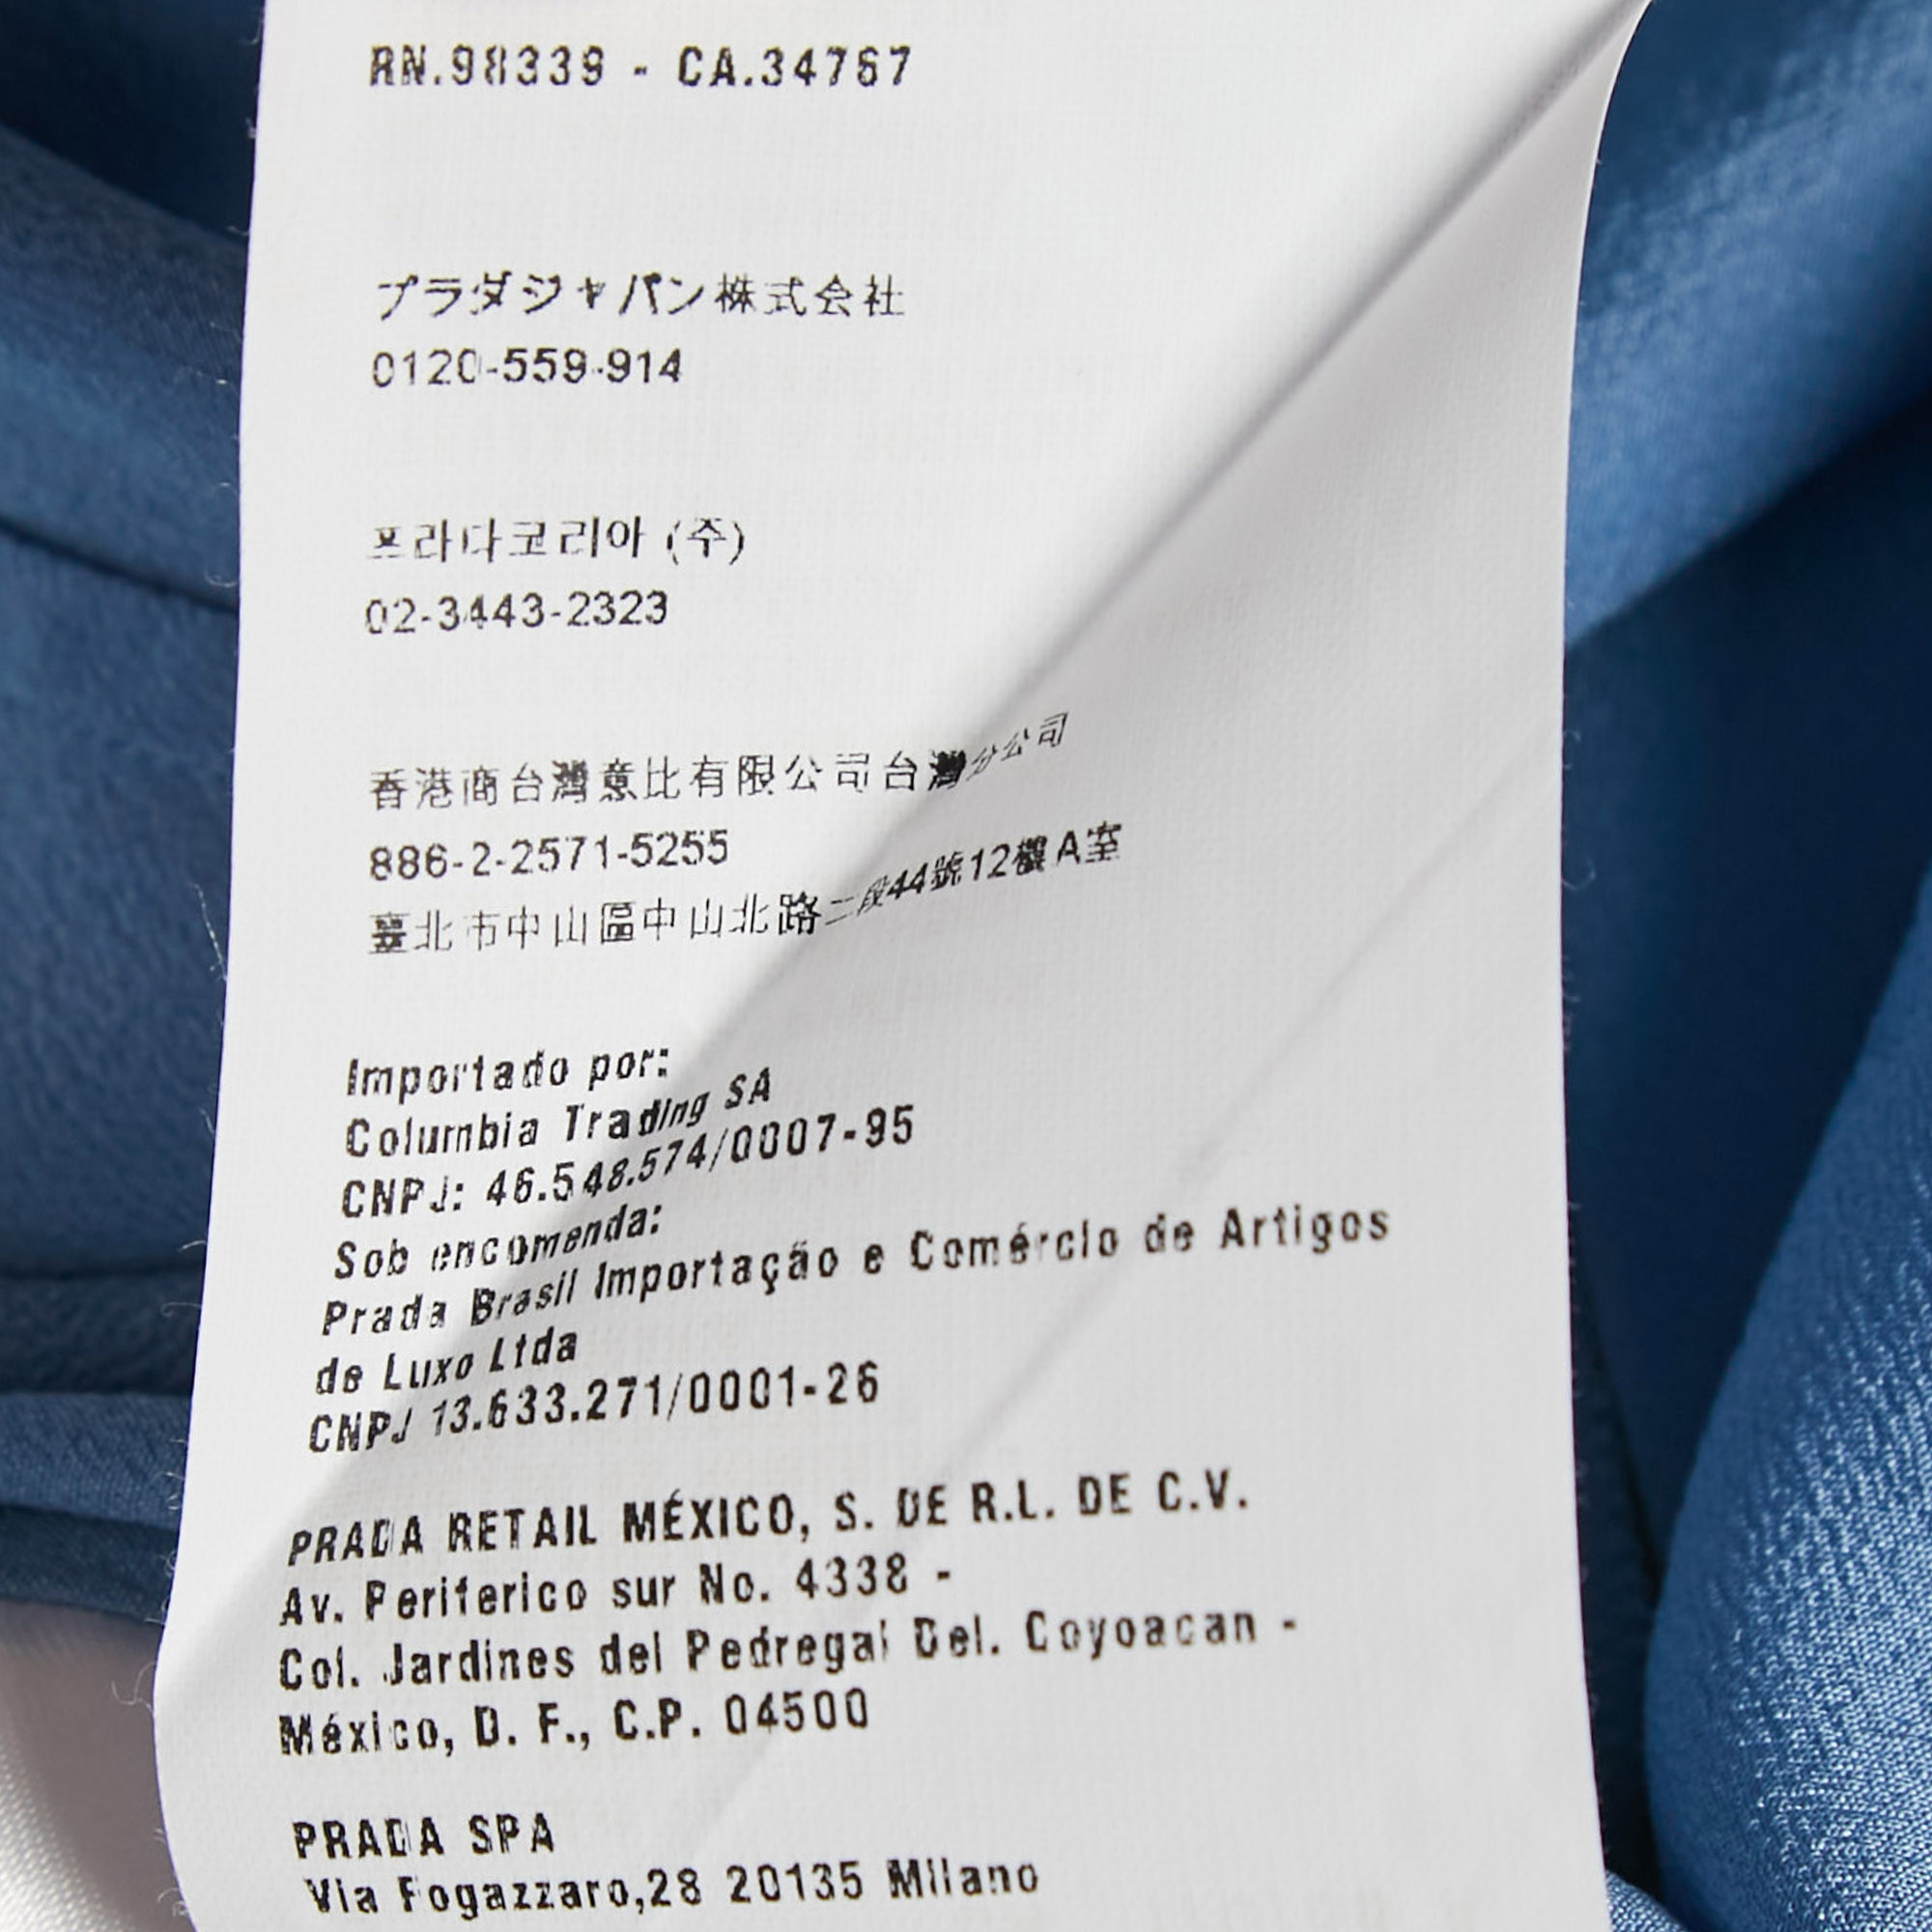 RN.98339 - CA.34767
プラダジャパン株式会社
0120-559-914
프라다코리아 (주)
02-3443-2323
香港商台灣意比有限公司台灣分公司
886-2-2571-5255
臺北市中山區中山北路二段44號12樓A室
Importado por:
Columbia Trading SA
CNPJ: 46.548.574/0007-95
Sob encomenda:
Prada Brasil Importação e Comércio de Artigos
de Luxo Ltda
CNPJ 13.633.271/0001-26
PRADA RETAIL MÉXICO, S. DE R.L. DE C.V.
Av. Periferico sur No. 4338 -
Col. Jardines del Pedregal Del. Coyoacan -
México, D. F., C.P. 04500
PRADA SPA
Via Fogazzaro,28 20135 Milano